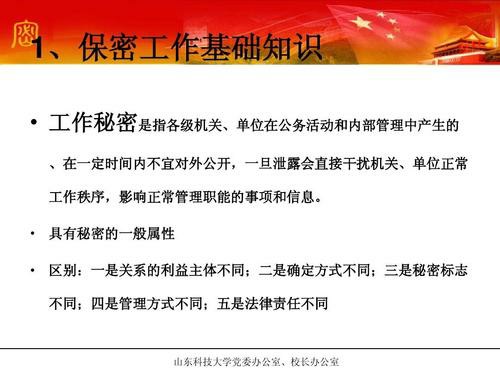 密
1、保密工作基础知识
• 工作秘密是指各级机关、单位在公务活动和内部管理中产生的
、在一定时间内不宜对外公开，一旦泄露会直接干扰机关、单位正常
工作秩序，影响正常管理职能的事项和信息。
• 具有秘密的一般属性
• 区别：一是关系的利益主体不同；二是确定方式不同；三是秘密标志
不同；四是管理方式不同；五是法律责任不同
山东科技大学党委办公室、校长办公室